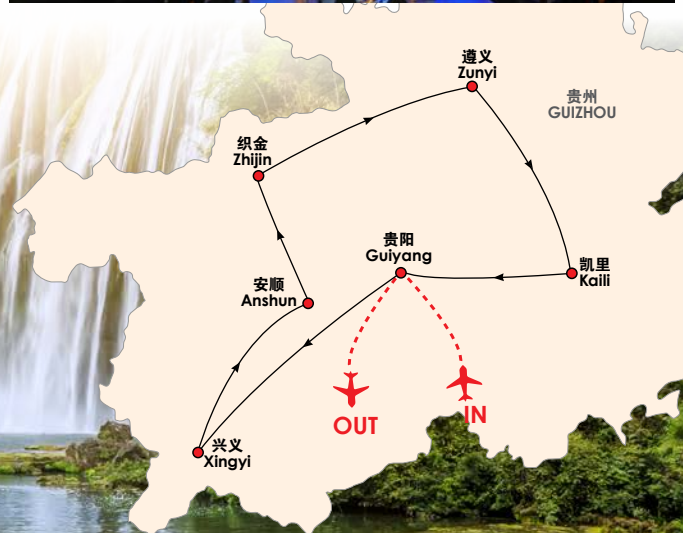 遵义
Zunyi
贵州
GUIZHOU
织金
Zhijin
贵阳
Guiyang
凯里
Kaili
安顺
Anshun
OUT
IN
兴义
Xingyi